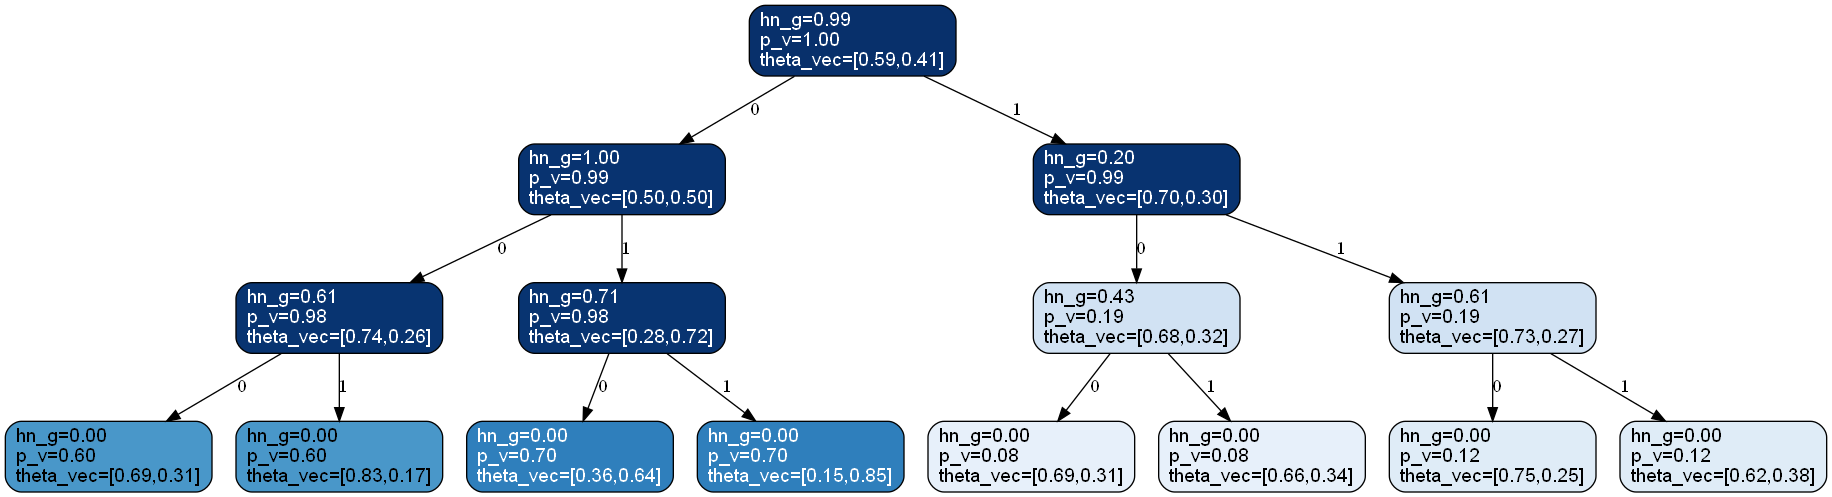 hn_g=0.99
p_v=1.00
theta_vec=[0.59,0.41]
0
1
hn_g=1.00
p_v=0.99
theta_vec=[0.50,0.50]
hn_g=0.20
p_v=0.99
theta_vec=[0.70,0.30]
0
1
0
1
hn_g=0.61
p_v=0.98
theta_vec=[0.74,0.26]
hn_g=0.71
p_v=0.98
theta_vec=[0.28,0.72]
hn_g=0.43
p_v=0.19
theta_vec=[0.68,0.32]
hn_g=0.61
p_v=0.19
theta_vec=[0.73,0.27]
0
1
0
1
0
1
0
1
hn_g=0.00
p_v=0.60
theta_vec=[0.69,0.31]
hn_g=0.00
p_v=0.60
theta_vec=[0.83,0.17]
hn_g=0.00
p_v=0.70
theta_vec=[0.36,0.64]
hn_g=0.00
p_v=0.70
theta_vec=[0.15,0.85]
hn_g=0.00
p_v=0.08
theta_vec=[0.69,0.31]
hn_g=0.00
p_v=0.08
theta_vec=[0.66,0.34]
hn_g=0.00
p_v=0.12
theta_vec=[0.75,0.25]
hn_g=0.00
p_v=0.12
theta_vec=[0.62,0.38]